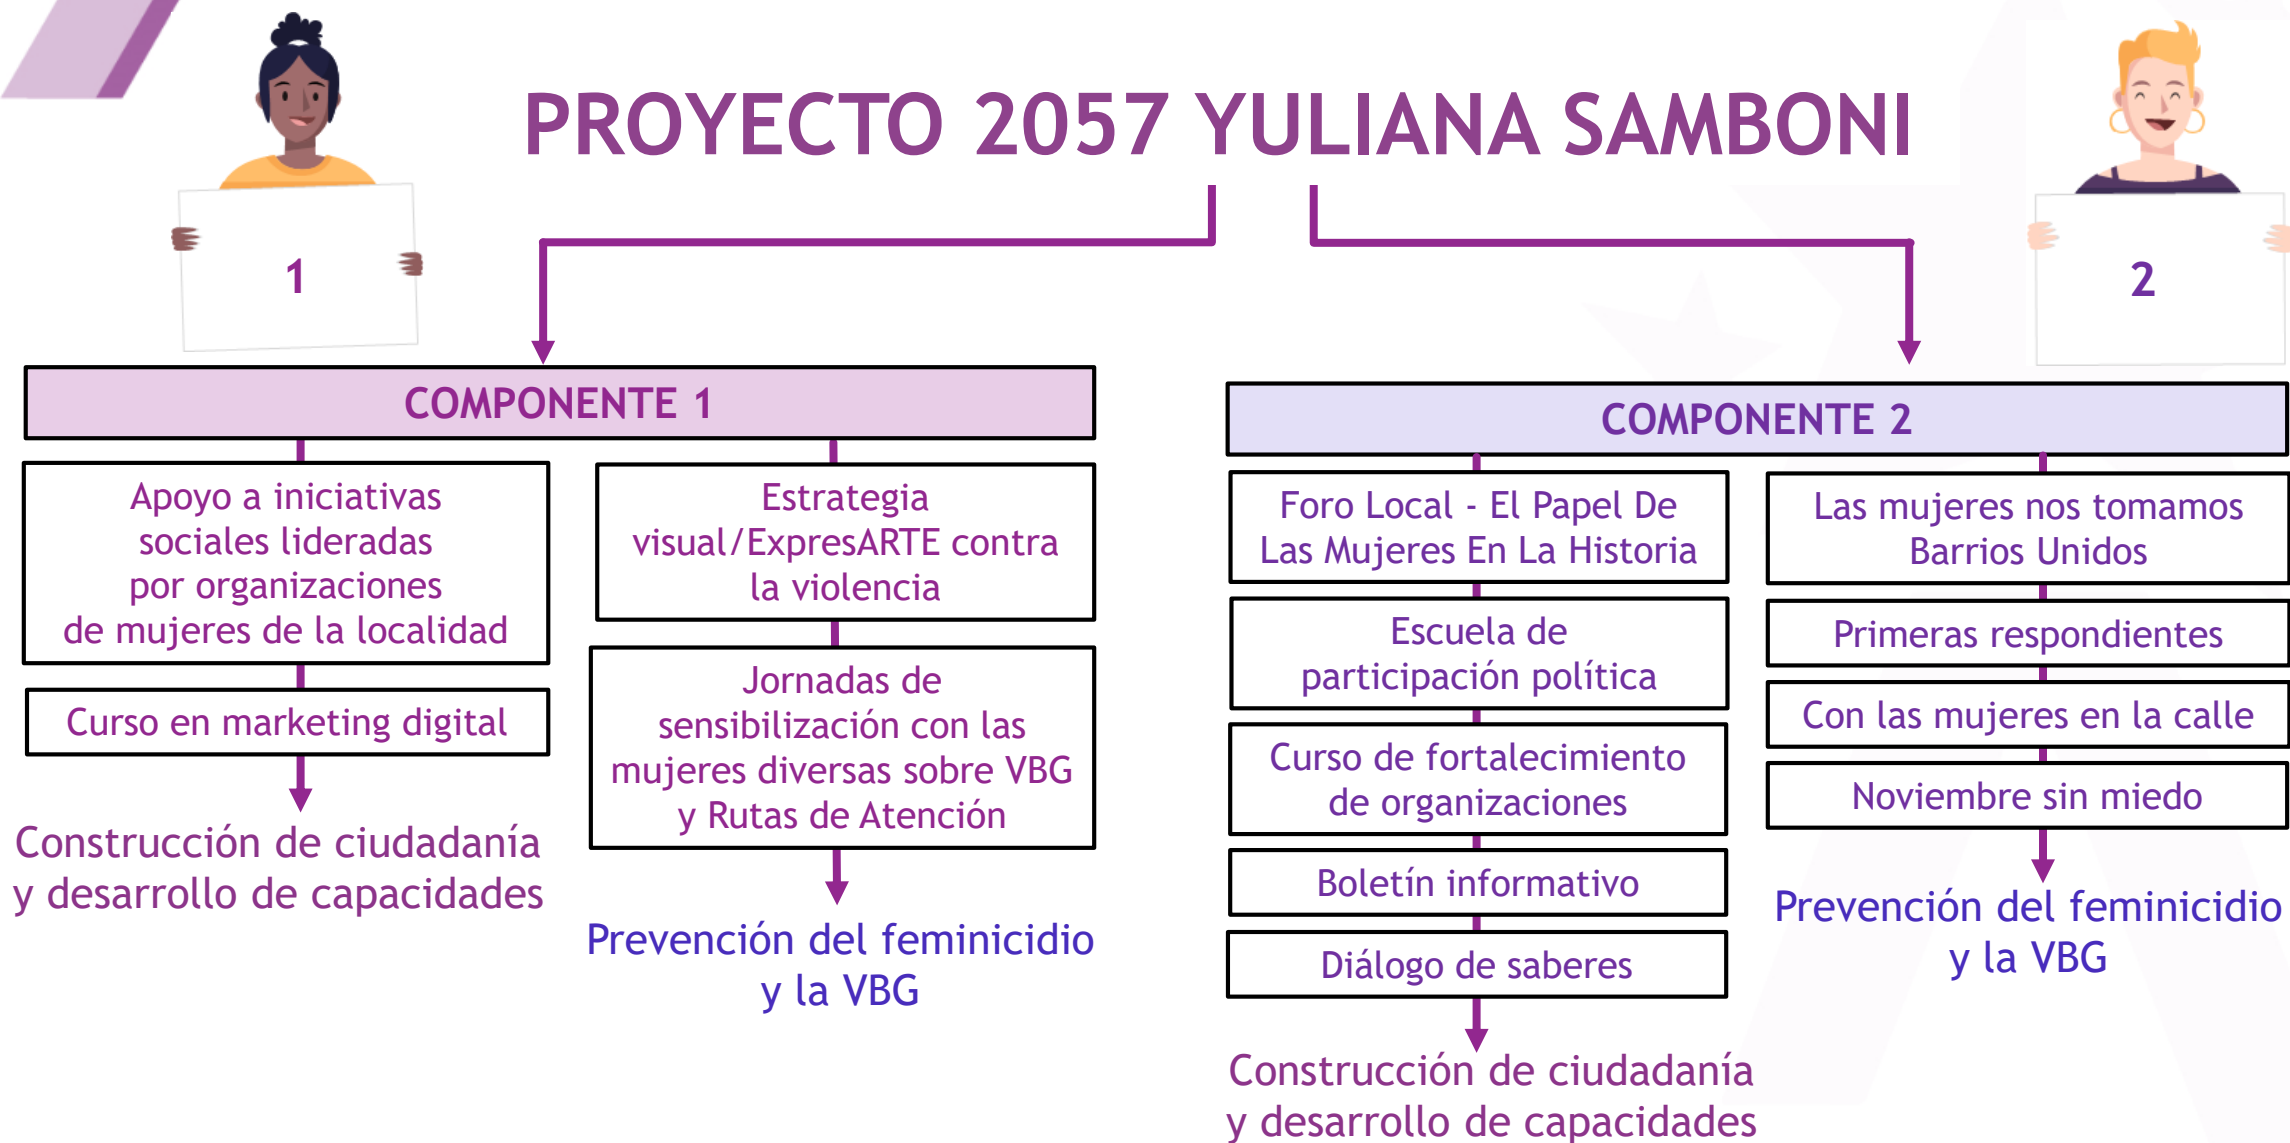 PROYECTO 2057 YULIANA SAMBONI
1
2
COMPONENTE 1
Apoyo a iniciativas
sociales lideradas
por organizaciones
de mujeres de la localidad
Curso en marketing digital
Construcción de ciudadanía
y desarrollo de capacidades
Estrategia
visual/ExpresARTE contra
la violencia
Jornadas de
sensibilización con las
mujeres diversas sobre VBG
y Rutas de Atención
Prevención del feminicidio
y la VBG
COMPONENTE 2
Foro Local - El Papel De
Las Mujeres En La Historia
Escuela de
participación política
Curso de fortalecimiento
de organizaciones
Boletín informativo
Diálogo de saberes
Construcción de ciudadanía
y desarrollo de capacidades
Las mujeres nos tomamos
Barrios Unidos
Primeras respondientes
Con las mujeres en la calle
Noviembre sin miedo
Prevención del feminicidio
y la VBG